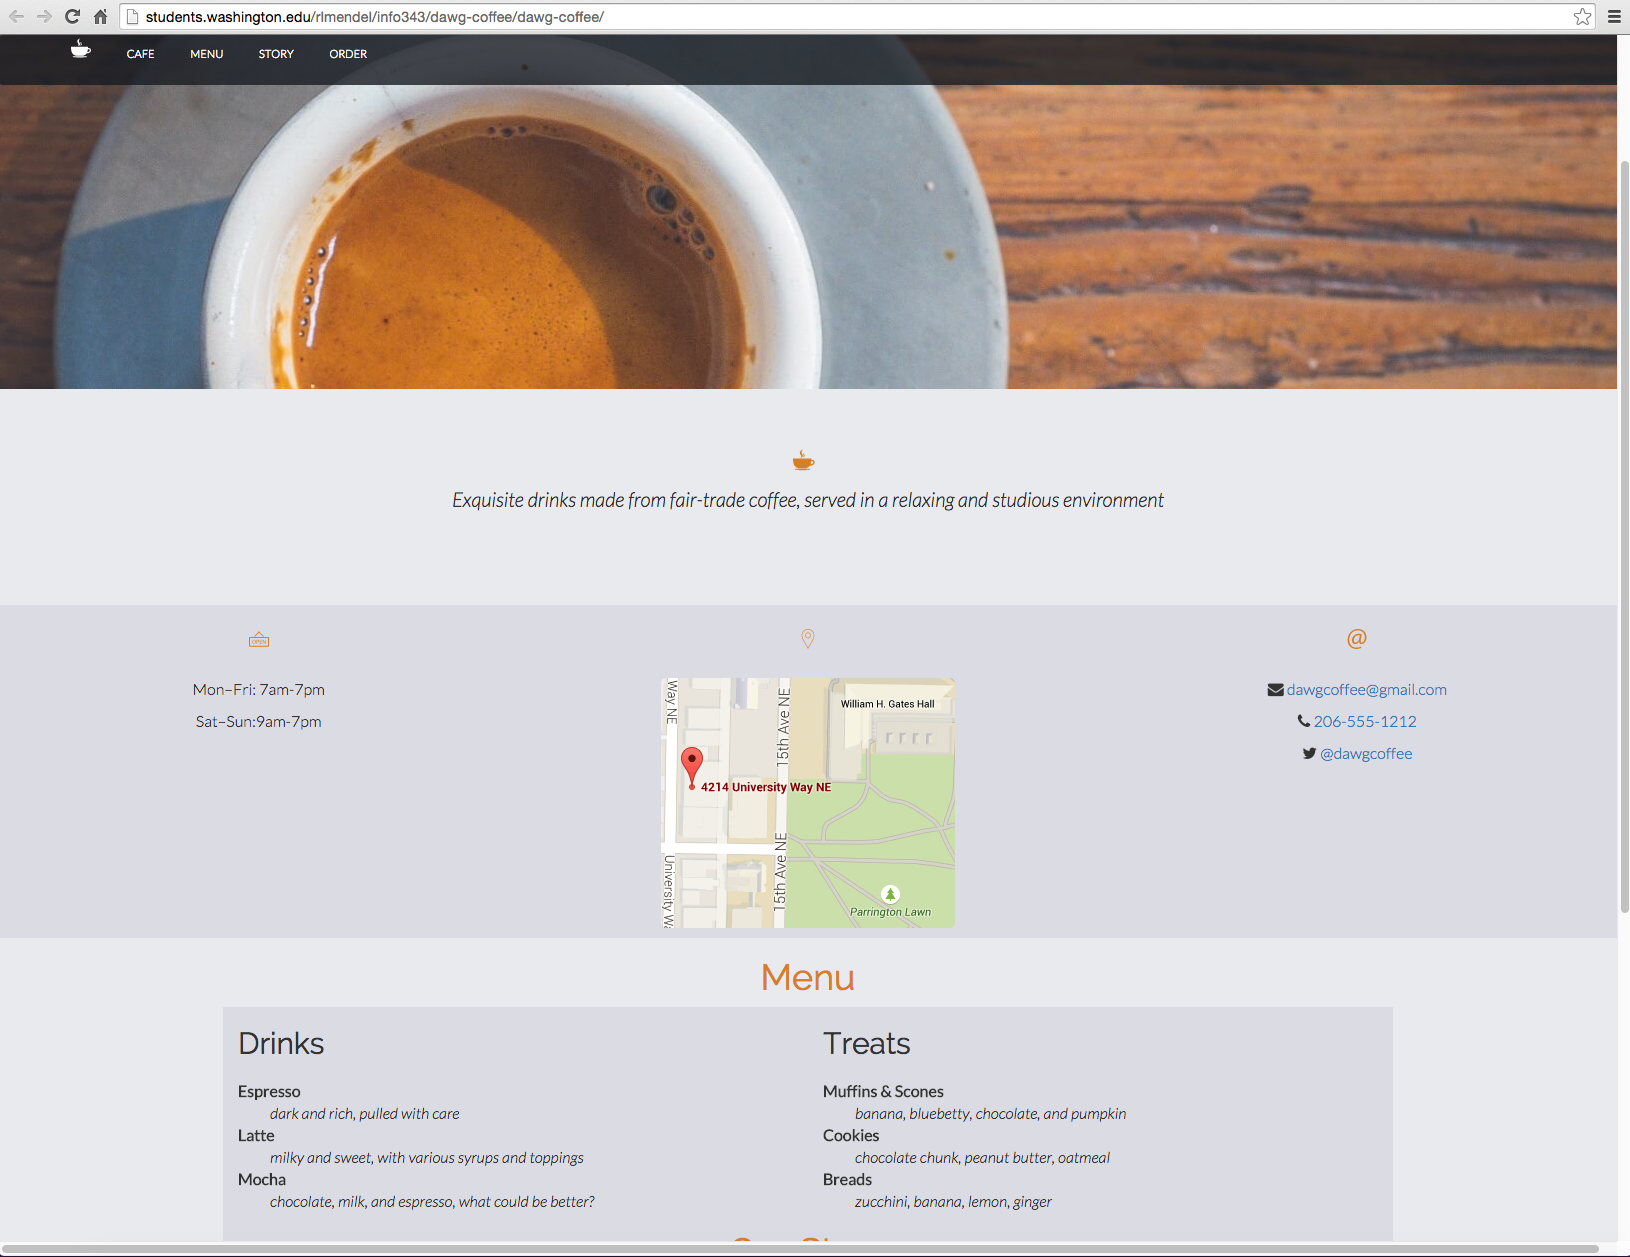 students.washington.edu/rlmendel/info343/dawg-coffee/dawg-coffee/
CAFE MENU STORY ORDER
Exquisite drinks made from fair-trade coffee, served in a relaxing and studious environment
OPEN
@
Mon–Fri: 7am-7pm
Sat–Sun:9am-7pm
Way NE
15th Ave NE
William H. Gates Hall
4214 University Way NE
15th Ave NE
University Wa
Parrington Lawn
dawgcoffee@gmail.com
206-555-1212
@dawgcoffee
Menu
Drinks
Espresso
dark and rich, pulled with care
Latte
milky and sweet, with various syrups and toppings
Mocha
chocolate, milk, and espresso, what could be better?
Treats
Muffins & Scones
banana, bluebetty, chocolate, and pumpkin
Cookies
chocolate chunk, peanut butter, oatmeal
Breads
zucchini, banana, lemon, ginger